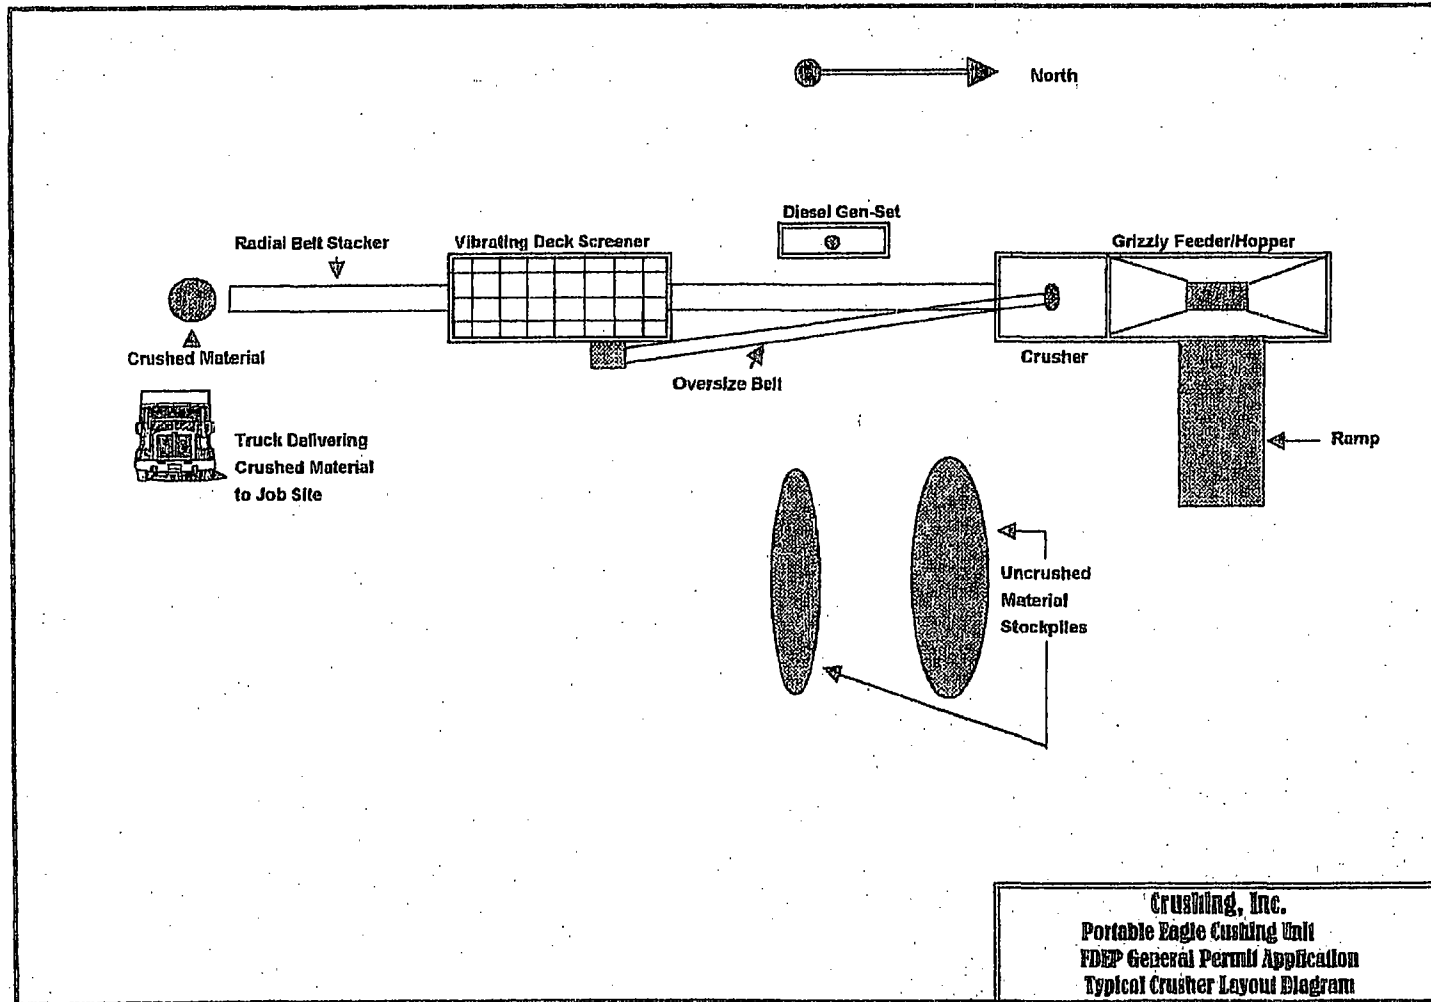 North
Diesel Gen-Set
Radial Belt Stacker
Vibrating Deck Screener
Grizzly Feeder/Hopper
Crushed Material
Crusher
Oversize Belt
Truck Delivering
Crushed Material
to Job Site
Ramp
Uncrushed
Material
Stockpiles
Crushing, Inc.
Portable Eagle Cushing Unit
FDEP General Permit Application
Typical Crusher Layout Diagram